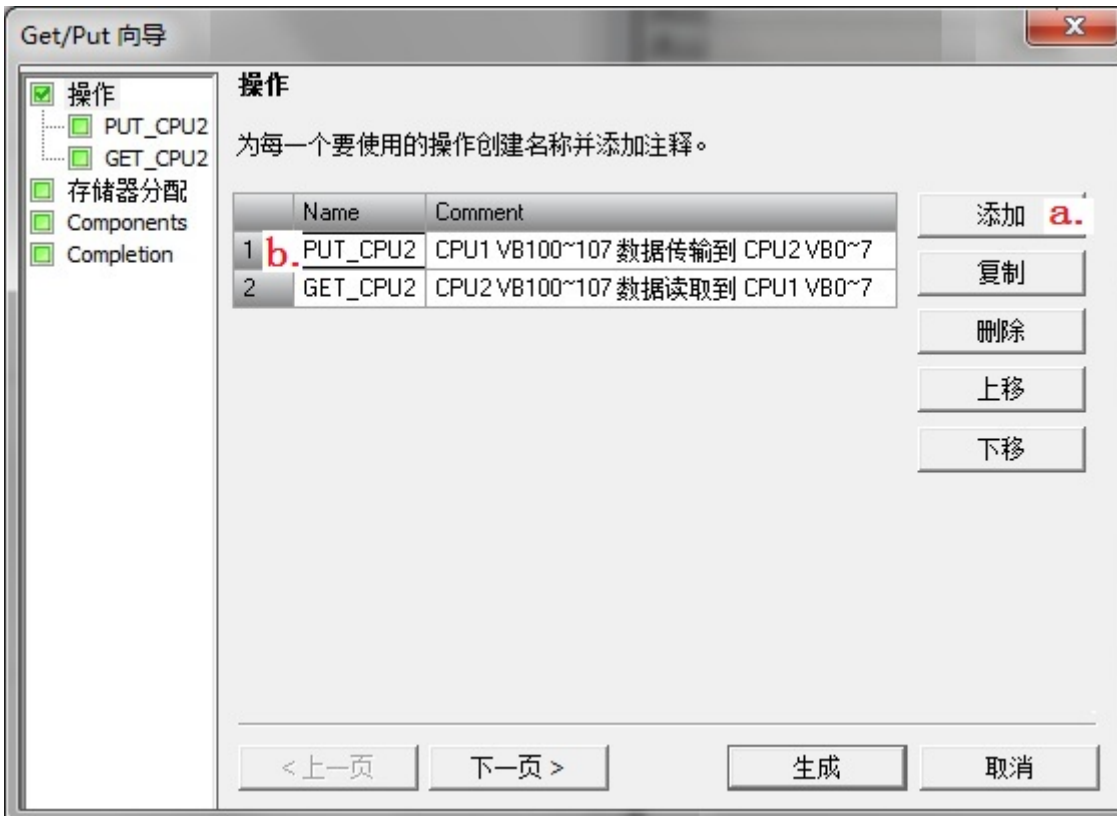 Get/Put 向导
操作
PUT_CPU2
GET_CPU2
存储器分配
Components
Completion
操作
为每一个要使用的操作创建名称并添加注释。
Name Comment
1 b. PUT_CPU2 CPU1 VB100~107 数据传输到 CPU2 VB0~7
2 GET_CPU2 CPU2 VB100~107 数据读取到 CPU1 VB0~7
添加 a.
复制
删除
上移
下移
<上一页 下一页 > 生成 取消